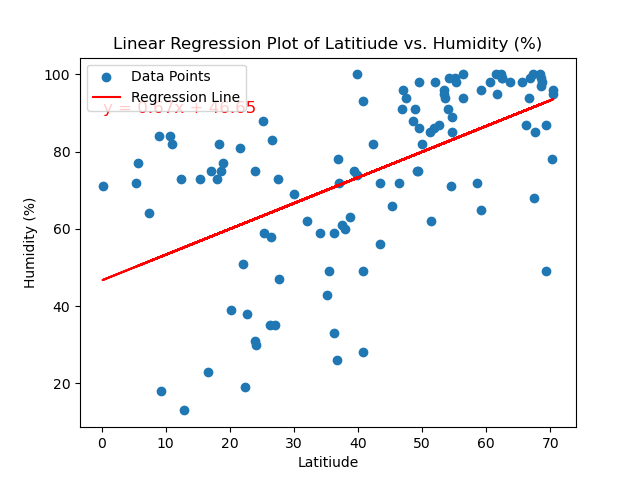 Linear Regression Plot of Latitiude vs. Humidity (%)
Data Points
Regression Line
y = 0.67x + 46.65
100
80
60
40
20
Humidity (%)
0 10 20 30 40 50 60 70
Latitiude